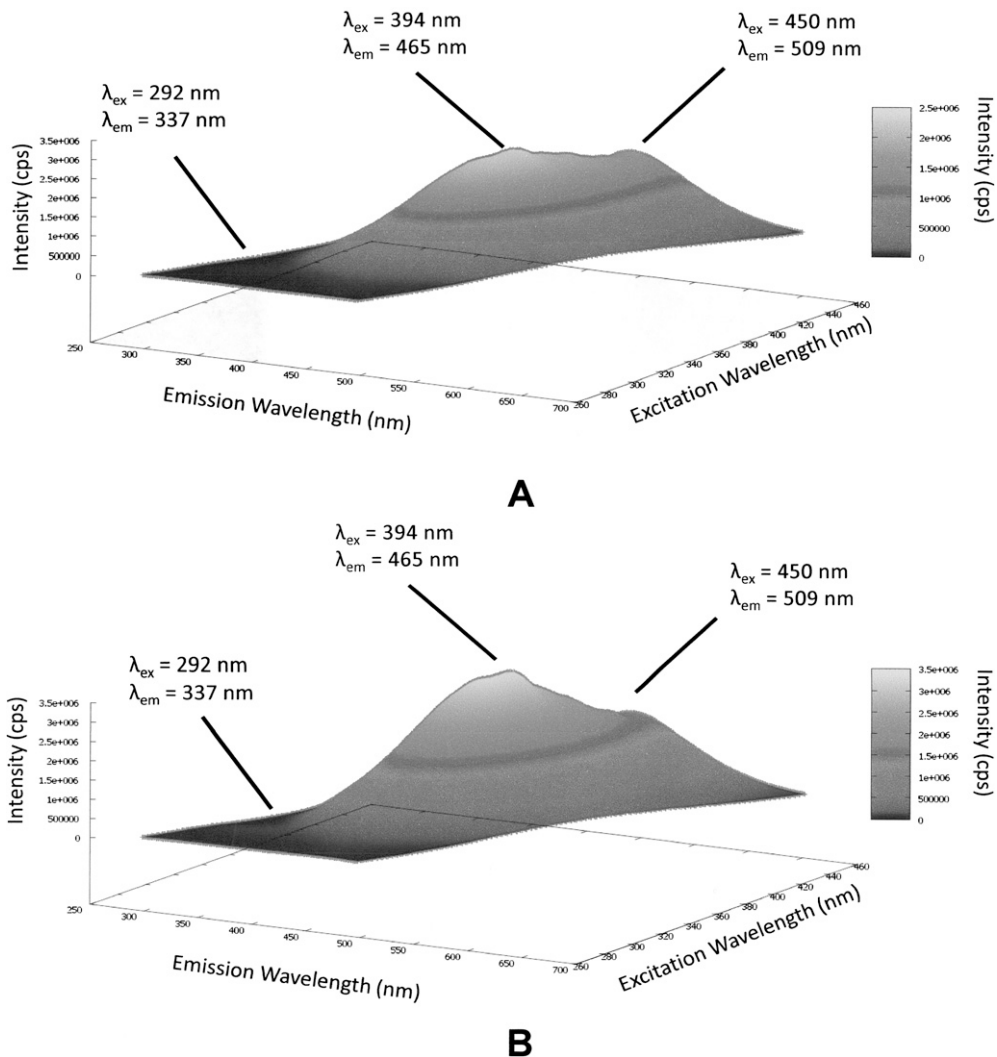 λex = 394 nm
λem = 465 nm
λex = 450 nm
λem = 509 nm
λex = 292 nm
λem = 337 nm
Intensity (cps)
3.5e+006
3e+006
2.5e+006
2e+006
1.5e+006
1e+006
500000
0
250
300
350
400
450
500
550
600
650
700
Emission Wavelength (nm)
260
280
300
320
340
360
380
400
420
440
460
Excitation Wavelength (nm)
2.5e+006
2e+006
1.5e+006
1e+006
500000
0
Intensity (cps)
A
λex = 394 nm
λem = 465 nm
λex = 450 nm
λem = 509 nm
λex = 292 nm
λem = 337 nm
Intensity (cps)
3.5e+006
3e+006
2.5e+006
2e+006
1.5e+006
1e+006
500000
0
250
300
350
400
450
500
550
600
650
700
Emission Wavelength (nm)
260
280
300
320
340
360
380
400
420
440
460
Excitation Wavelength (nm)
3.5e+006
3e+006
2.5e+006
2e+006
1.5e+006
1e+006
500000
0
Intensity (cps)
B